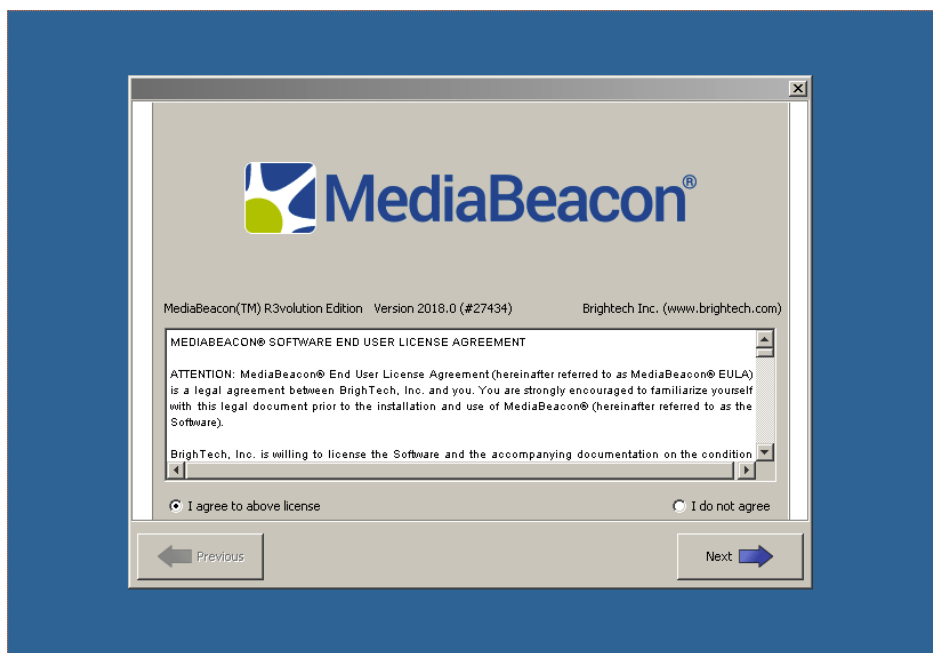 MediaBeacon®
MediaBeacon(TM) R3volution Edition Version 2018.0 (#27434) Brightech Inc. (www.brightech.com)
MEDIABEACON® SOFTWARE END USER LICENSE AGREEMENT
ATTENTION: MediaBeacon® End User License Agreement (hereinafter referred to as MediaBeacon® EULA)
is a legal agreement between BrighTech, Inc. and you. You are strongly encouraged to familiarize yourself
with this legal document prior to the installation and use of MediaBeacon® (hereinafter referred to as the
Software).
BrighTech, Inc. is willing to license the Software and the accompanying documentation on the condition
I agree to above license I do not agree
Previous Next